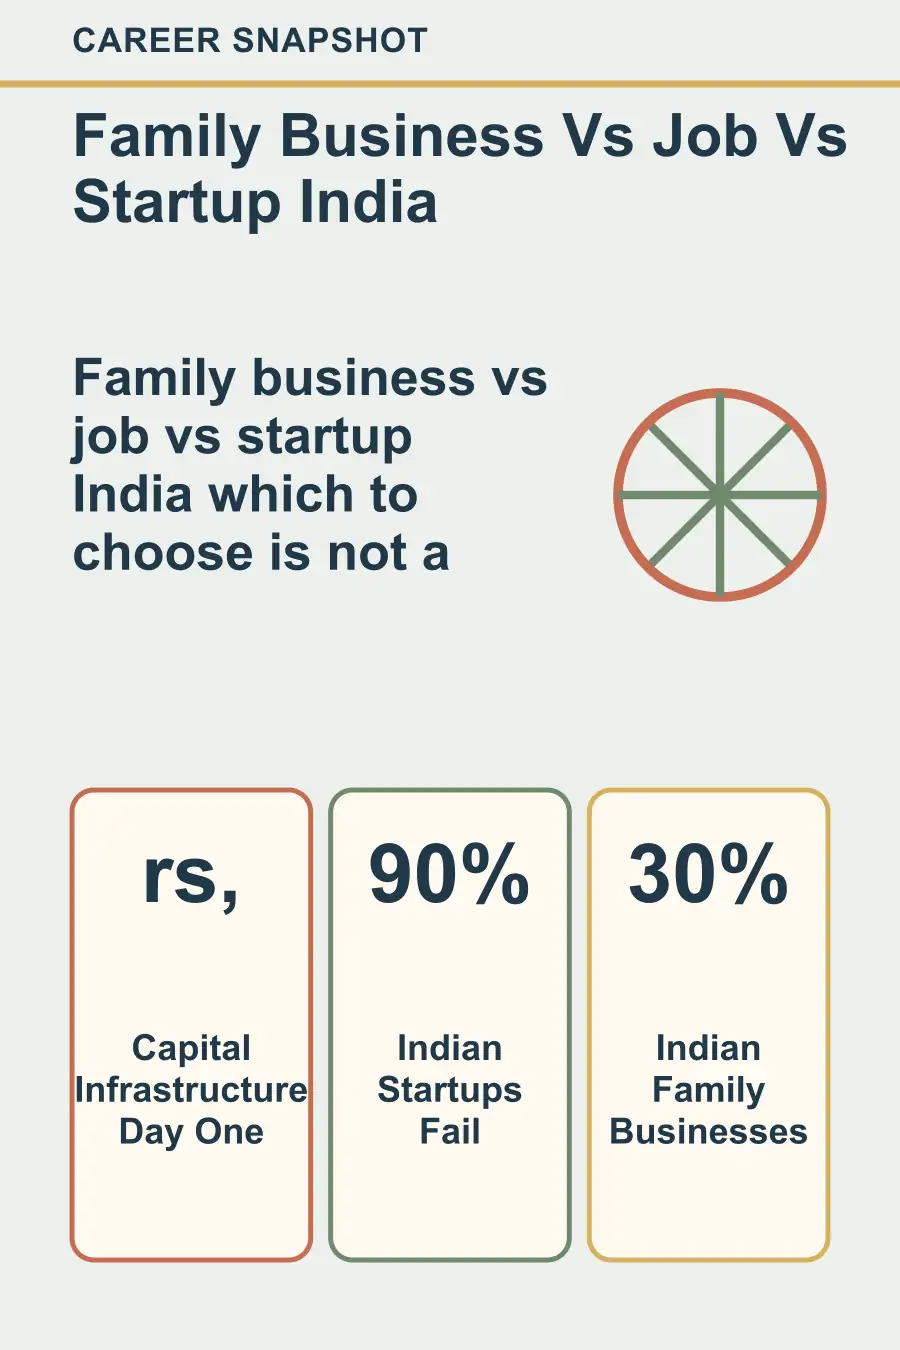 CAREER SNAPSHOT
Family Business Vs Job Vs
Startup India
Family business vs
job vs startup
India which to
choose is not a
rs,
Capital
Infrastructure
Day One
90%
Indian
Startups
Fail
30%
Indian
Family
Businesses